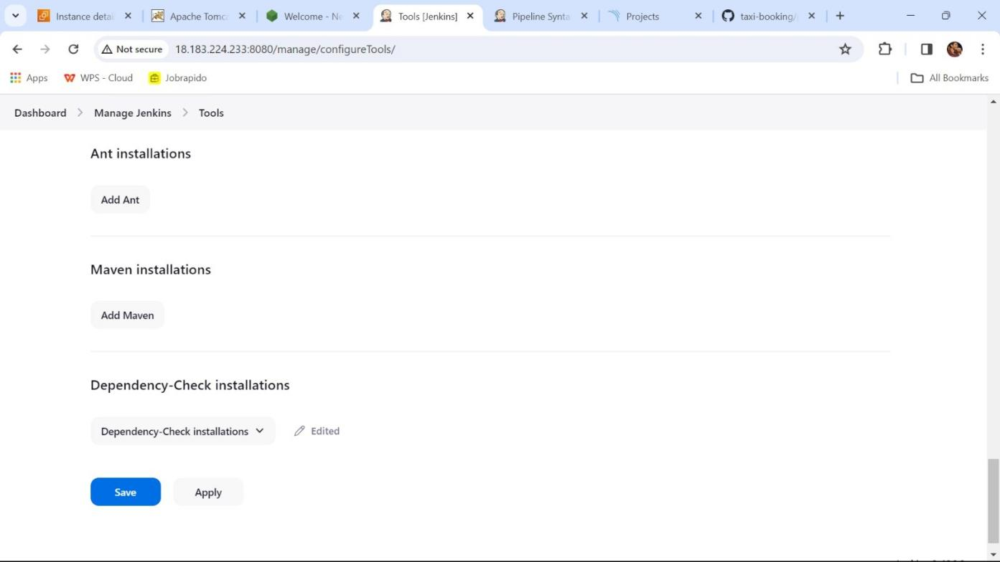 Instance detai
Apache Tomca
Welcome - Ne
Tools [Jenkins]
Pipeline Synta
Projects
taxi-booking/
Not secure
18.183.224.233:8080/manage/configureTools/
Apps
WPS - Cloud
Jobrapido
All Bookmarks
Dashboard > Manage Jenkins > Tools
Ant installations
Add Ant
Maven installations
Add Maven
Dependency-Check installations
Dependency-Check installations
Edited
Save
Apply